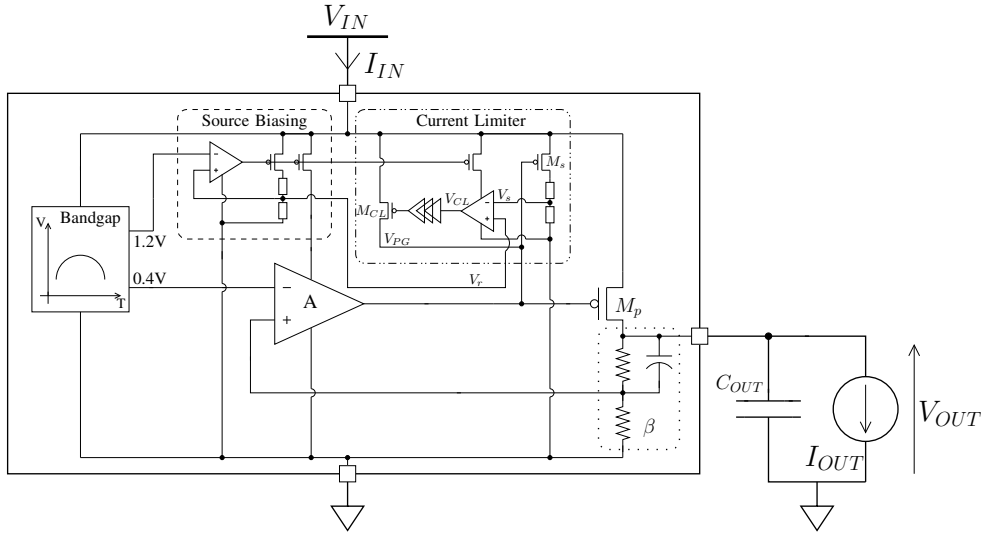 V_IN
I_IN
Source Biasing
Current Limiter
−
+
M_s
V_CL
V_s
−
+
M_CL
Bandgap
V
1.2V
V_PG
0.4V
T
V_r
−
A
+
M_p
β
C_OUT
I_OUT
V_OUT